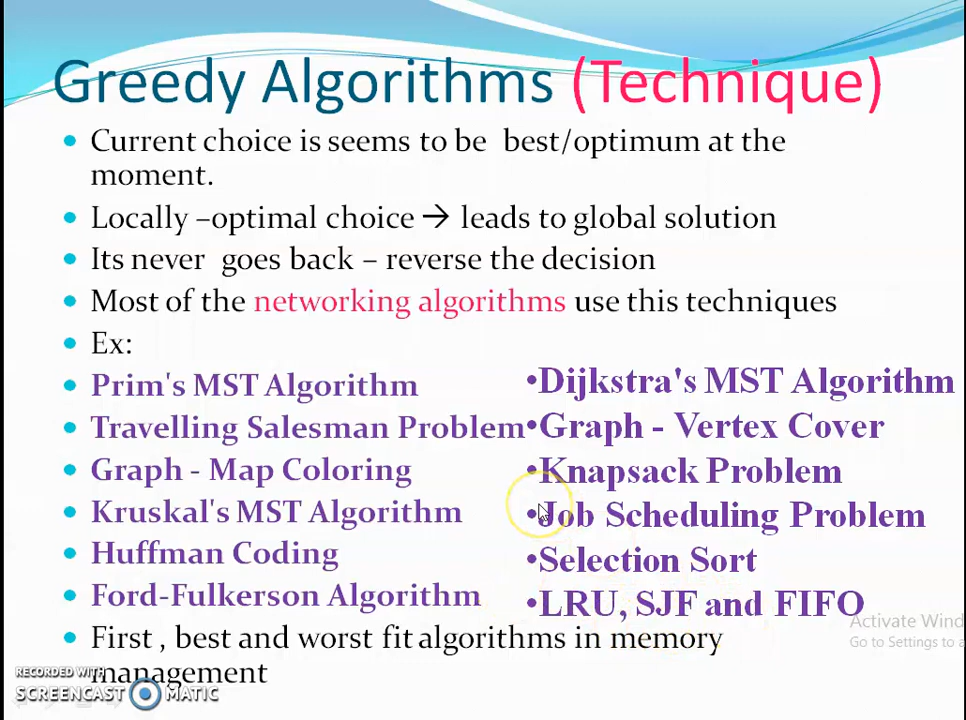 Greedy Algorithms (Technique)
• Current choice is seems to be best/optimum at the
moment.
• Locally –optimal choice → leads to global solution
• Its never goes back – reverse the decision
• Most of the networking algorithms use this techniques
• Ex:
• Prim's MST Algorithm
• Travelling Salesman Problem
• Graph - Map Coloring
• Kruskal's MST Algorithm
• Huffman Coding
• Ford-Fulkerson Algorithm
• First , best and worst fit algorithms in memory
management
•Dijkstra's MST Algorithm
•Graph - Vertex Cover
•Knapsack Problem
•Job Scheduling Problem
•Selection Sort
•LRU, SJF and FIFO
Activate Wind
Go to Settings to a
RECORDED WITH
SCREENCAST MATIC